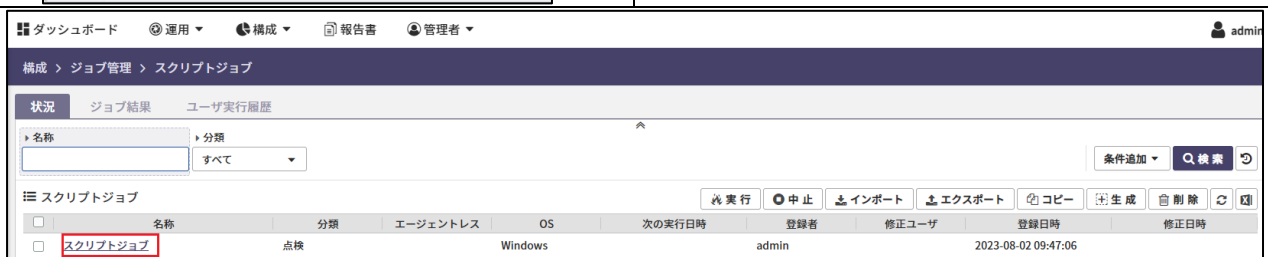 ダッシュボード 運用 構成 報告書 管理者 admin
構成 > ジョブ管理 > スクリプトジョブ
状況 ジョブ結果 ユーザ実行履歴
名称 分類
すべて 条件追加 検索
スクリプトジョブ 実行 中止 インポート エクスポート コピー 生成 削除
名称 分類 エージェントレス OS 次の実行日時 登録者 修正ユーザ 登録日時 修正日時
スクリプトジョブ 点検 Windows admin 2023-08-02 09:47:06